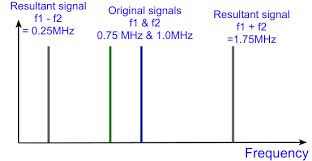 Resultant signal
f1 - f2
= 0.25MHz
Original signals
f1 & f2
0.75 MHz & 1.0MHz
Resultant signal
f1 + f2
=1.75MHz
Frequency